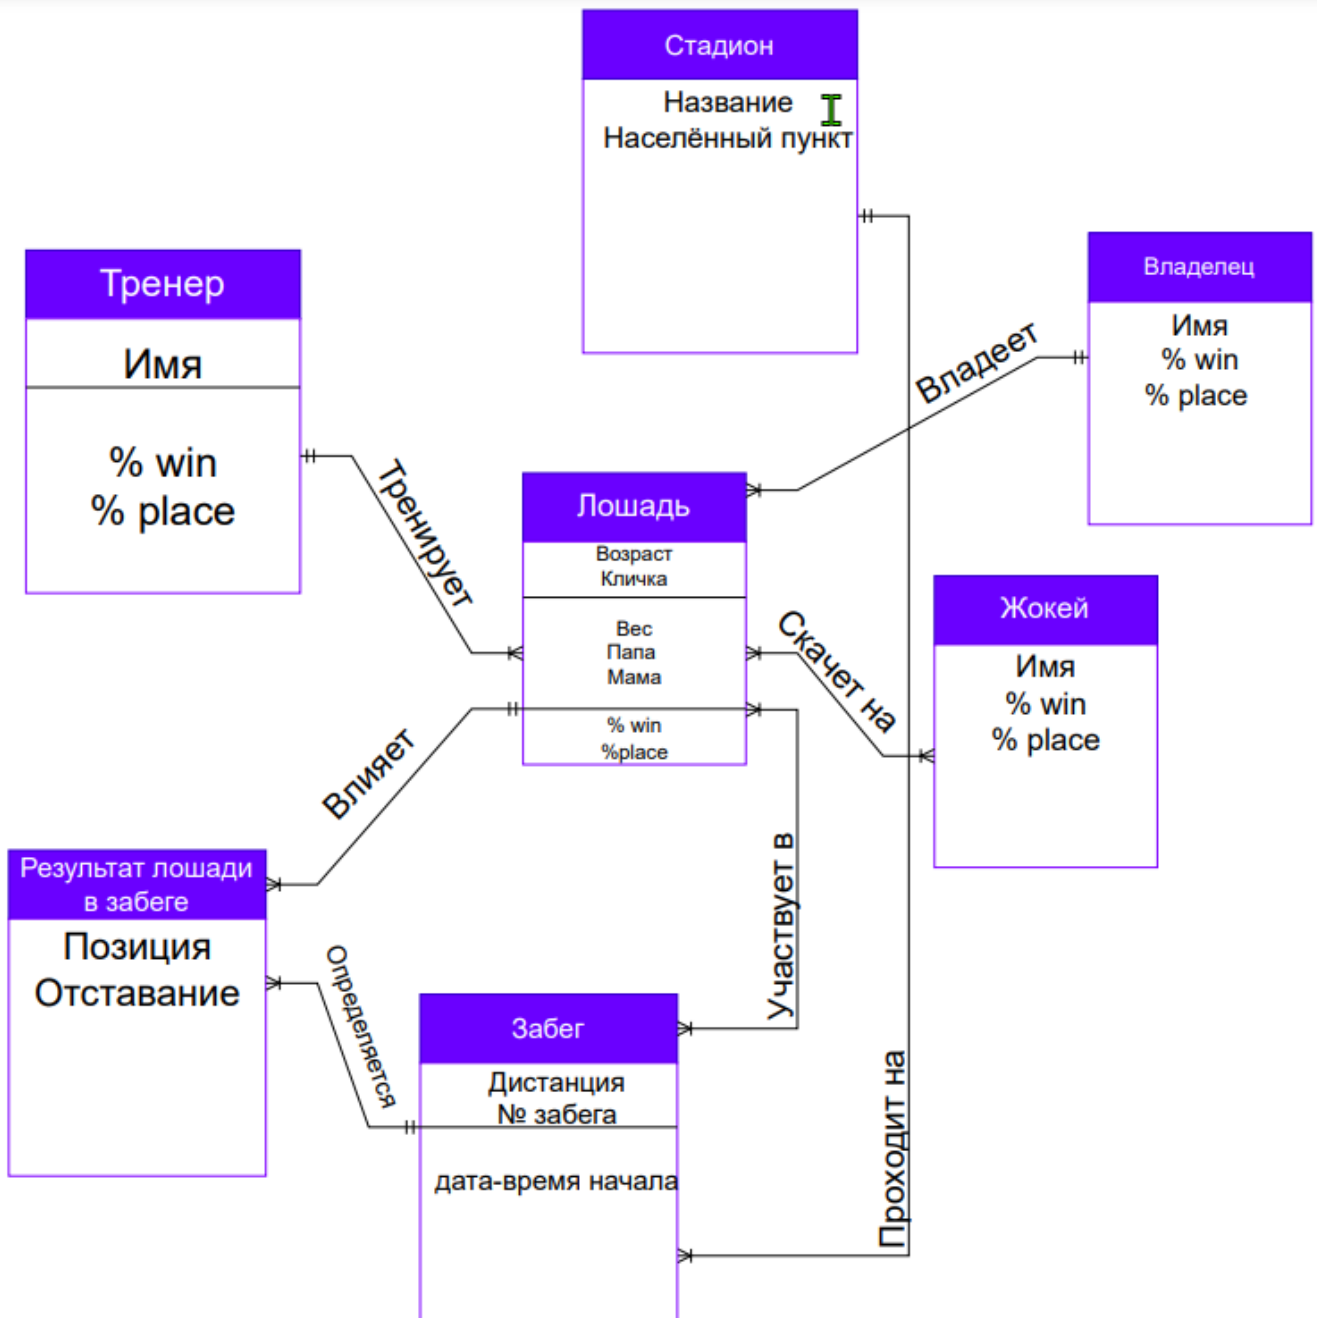 Стадион
Название
Населённый пункт
Тренер
Имя
% win
% place
Владелец
Имя
% win
% place
Владеет
Тренирует
Лошадь
Возраст
Кличка
Вес
Папа
Мама
% win
%place
Скачет на
Жокей
Имя
% win
% place
Влияет
Участвует в
Результат лошади
в забеге
Позиция
Отставание
Определяется
Забег
Дистанция
№ забега
дата-время начала
Проходит на